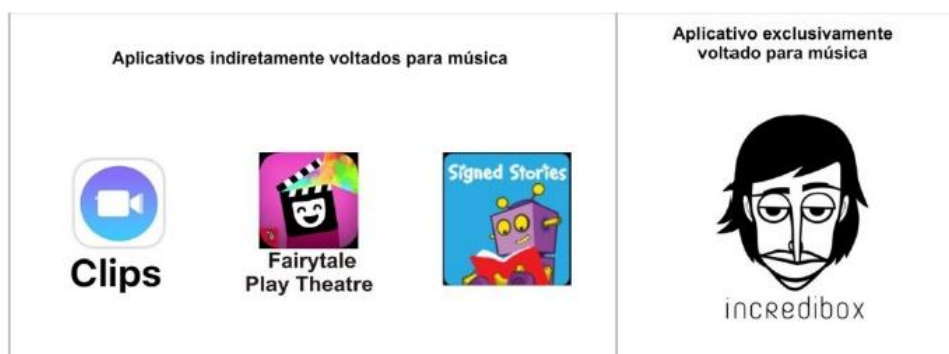 Aplicativos indiretamente voltados para música
Clips
Fairytale
Play Theatre
Signed Stories
Aplicativo exclusivamente
voltado para música
incredibox